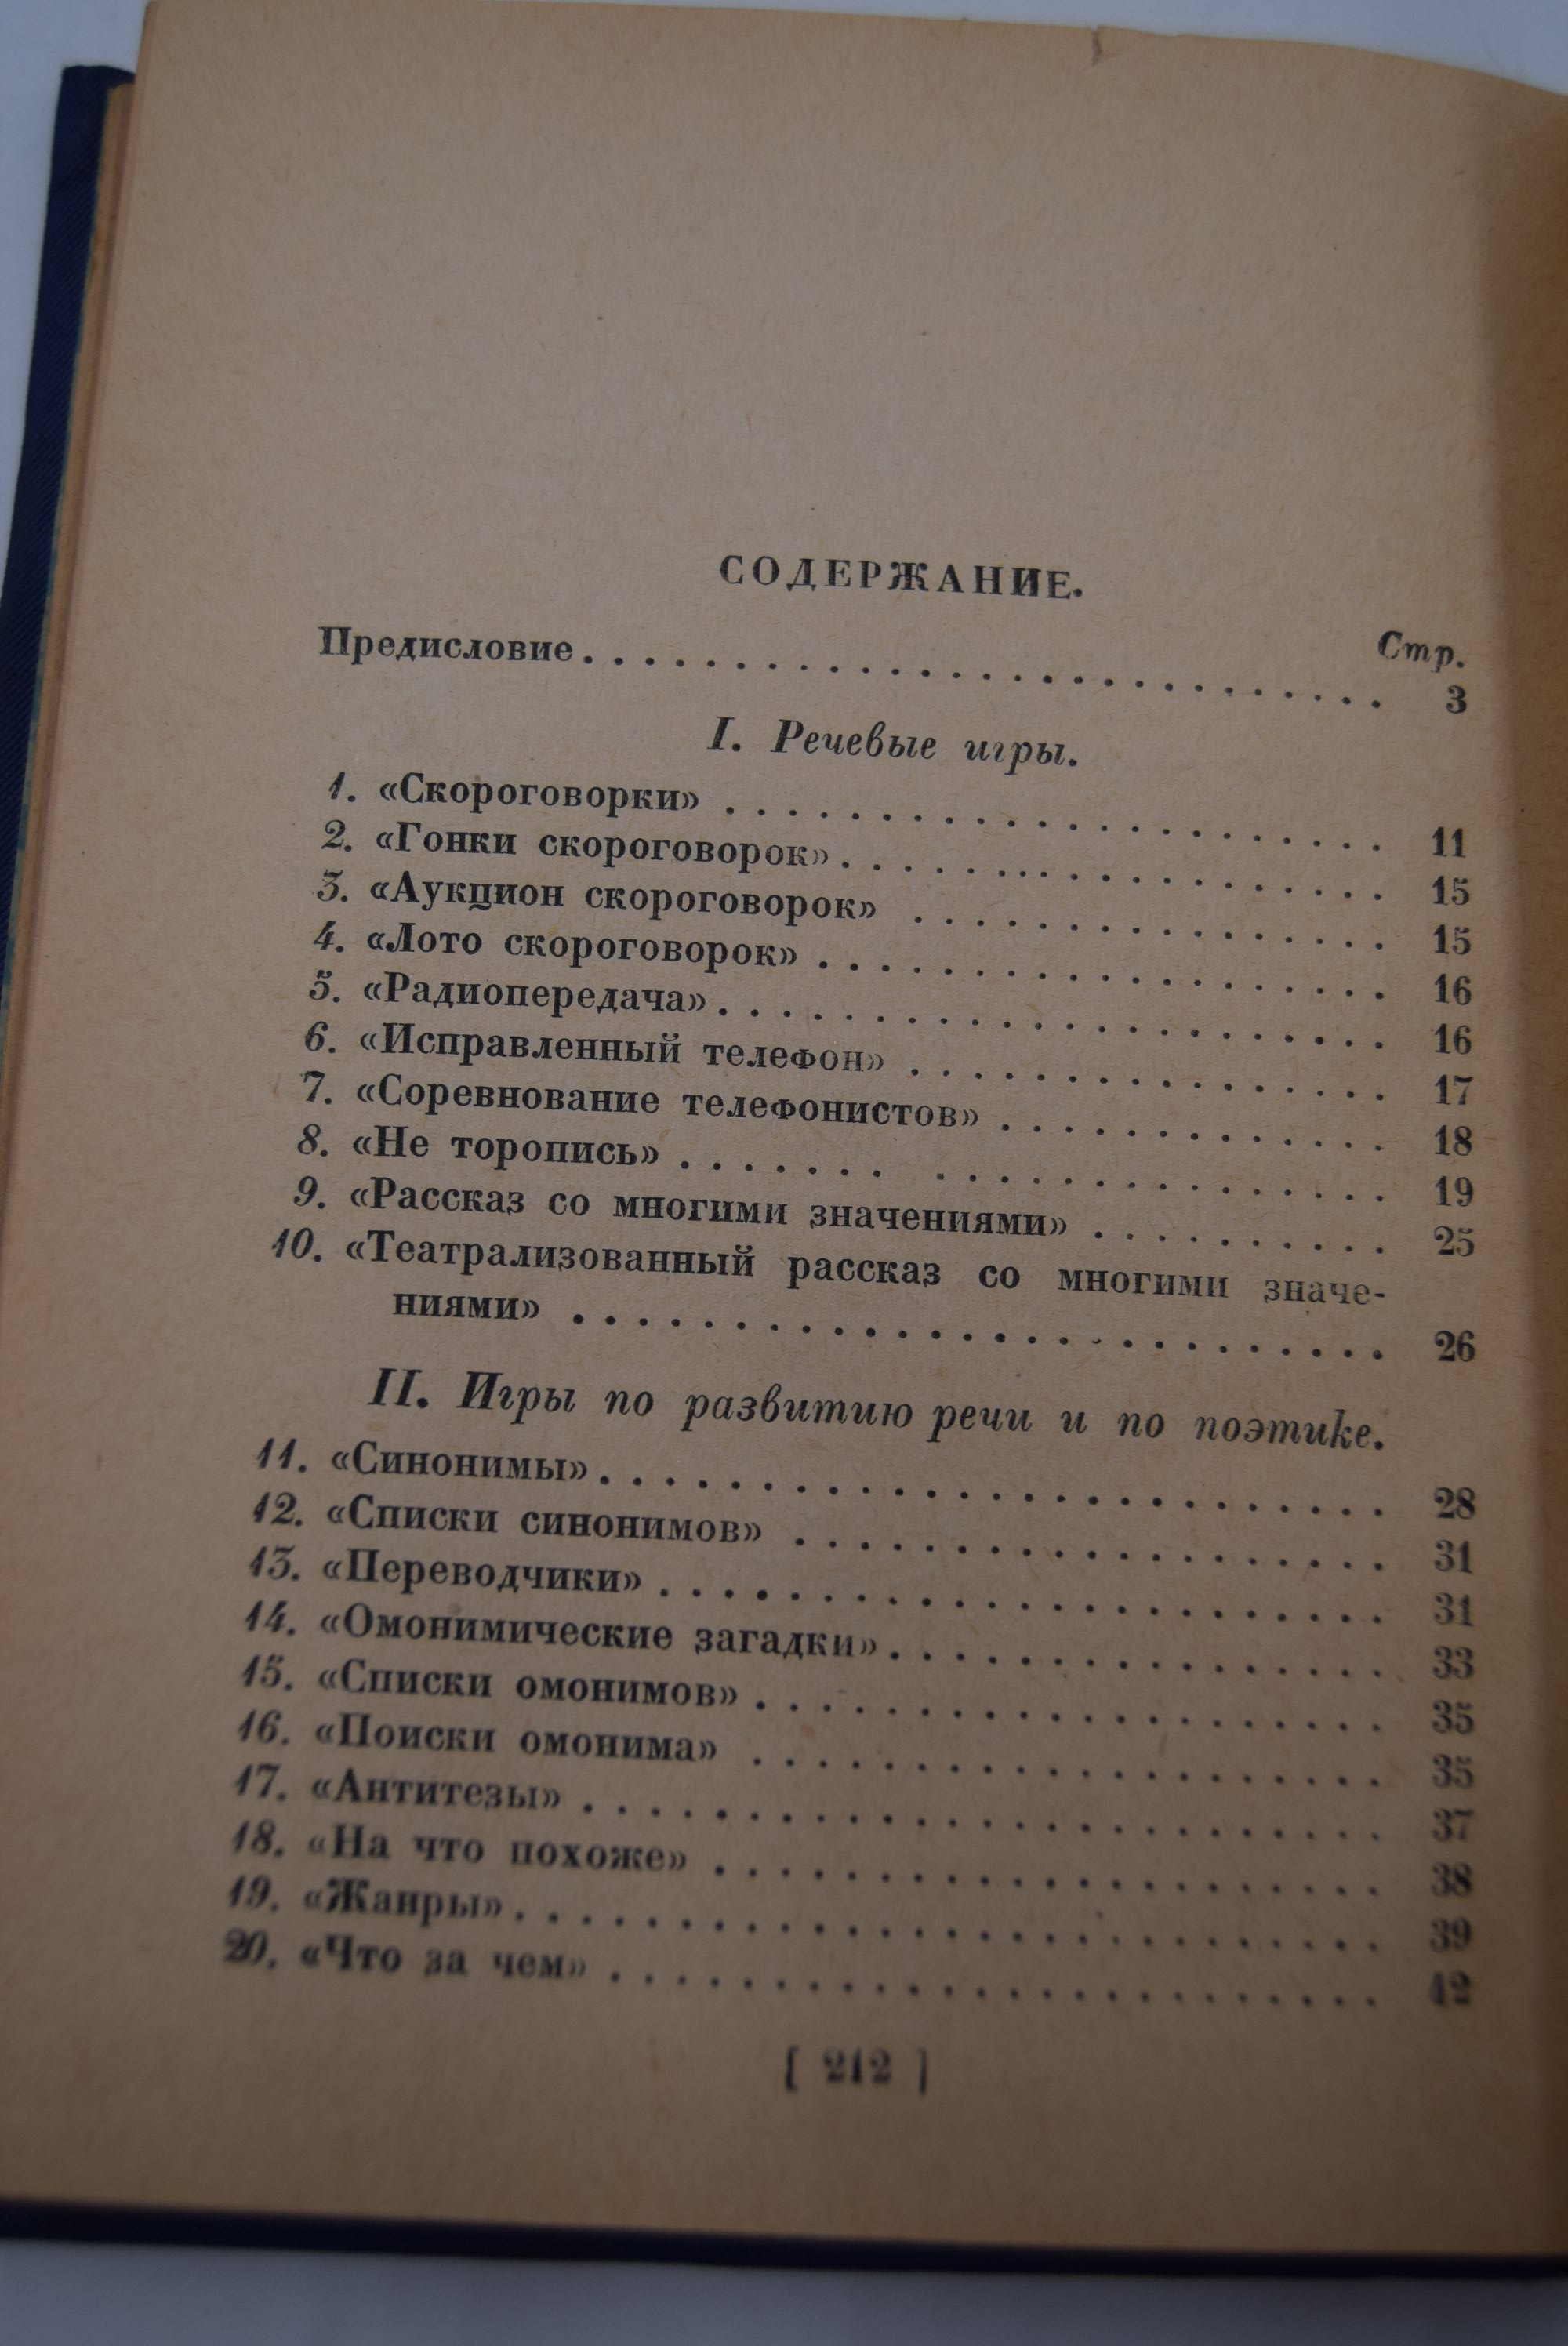 СОДЕРЖАНИЕ.
Стр.
Предисловие . . . . . . . . . . . . . . . . . . . . . . . . . . 3
I. Речевые игры.
1. «Скороговорки» . . . . . . . . . . . . . . . . . . . . . . 11
2. «Гонки скороговорок» . . . . . . . . . . . . . . . . . . 15
3. «Аукцион скороговорок» . . . . . . . . . . . . . . . . 15
4. «Лото скороговорок» . . . . . . . . . . . . . . . . . . . 16
5. «Радиопередача» . . . . . . . . . . . . . . . . . . . . . . 16
6. «Исправленный телефон» . . . . . . . . . . . . . . . . 17
7. «Соревнование телефонистов» . . . . . . . . . . . . . 18
8. «Не торопись» . . . . . . . . . . . . . . . . . . . . . . 19
9. «Рассказ со многими значениями» . . . . . . . . . . 25
10. «Театрализованный рассказ со многими значе-
ниями» . . . . . . . . . . . . . . . . . . . . . . . . . . 26
II. Игры по развитию речи и по поэтике.
11. «Синонимы» . . . . . . . . . . . . . . . . . . . . . . . . . 28
12. «Списки синонимов» . . . . . . . . . . . . . . . . . . . 31
13. «Переводчики» . . . . . . . . . . . . . . . . . . . . . . . 31
14. «Омонимические загадки» . . . . . . . . . . . . . . . . 33
15. «Списки омонимов» . . . . . . . . . . . . . . . . . . . . 35
16. «Поиски омонима» . . . . . . . . . . . . . . . . . . . . 35
17. «Антитезы» . . . . . . . . . . . . . . . . . . . . . . . . . 37
18. «На что похоже» . . . . . . . . . . . . . . . . . . . . . 38
19. «Жанры» . . . . . . . . . . . . . . . . . . . . . . . . . . . 39
20. «Что за чем» . . . . . . . . . . . . . . . . . . . . . . . . 42
[ 212 ]